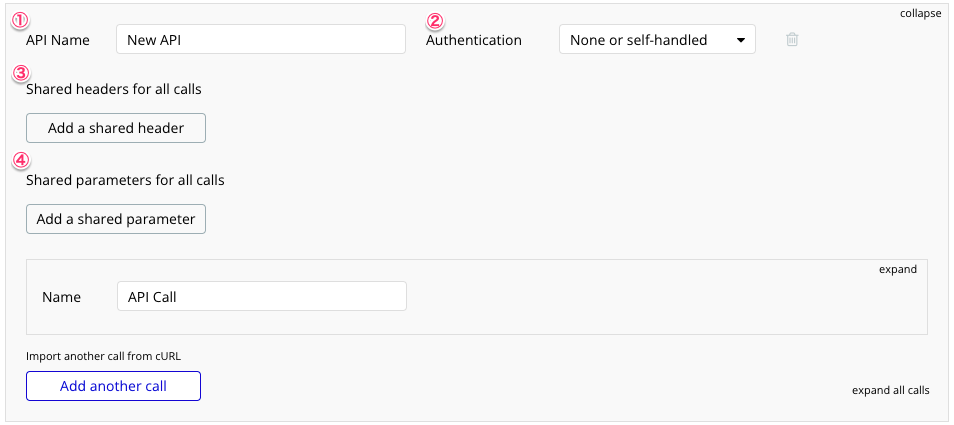 collapse
① ②
API Name New API Authentication None or self-handled
③
Shared headers for all calls
Add a shared header
④
Shared parameters for all calls
Add a shared parameter
expand
Name API Call
Import another call from cURL
Add another call
expand all calls